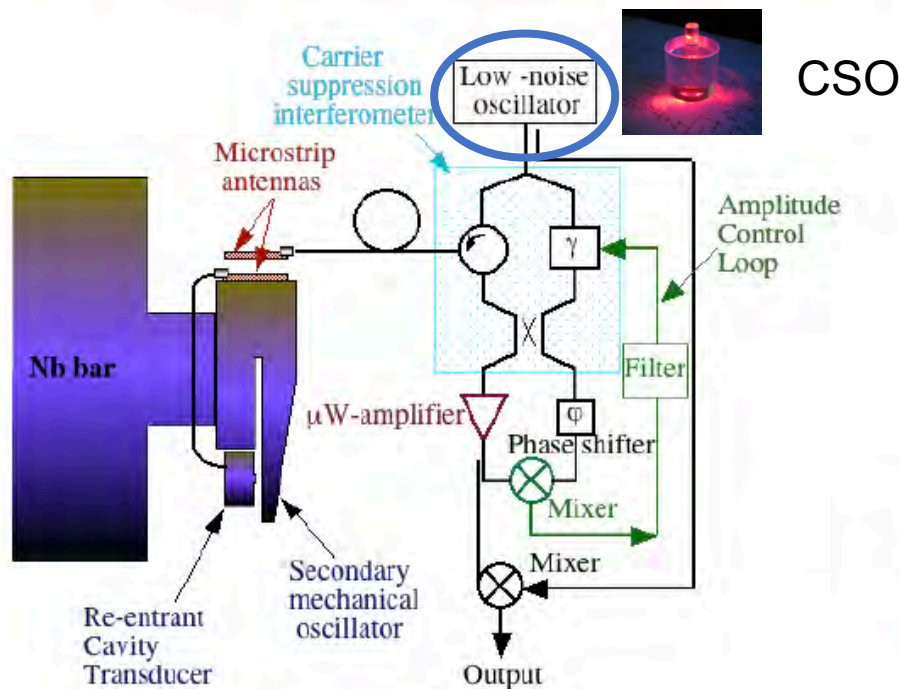 Carrier
suppression
interferometer
Low -noise
oscillator
CSO
Microstrip
antennas
Amplitude
Control
Loop
γ
Nb bar
Filter
μW-amplifier
φ
Phase shifter
Mixer
Mixer
Secondary
mechanical
oscillator
Re-entrant
Cavity
Transducer
Output